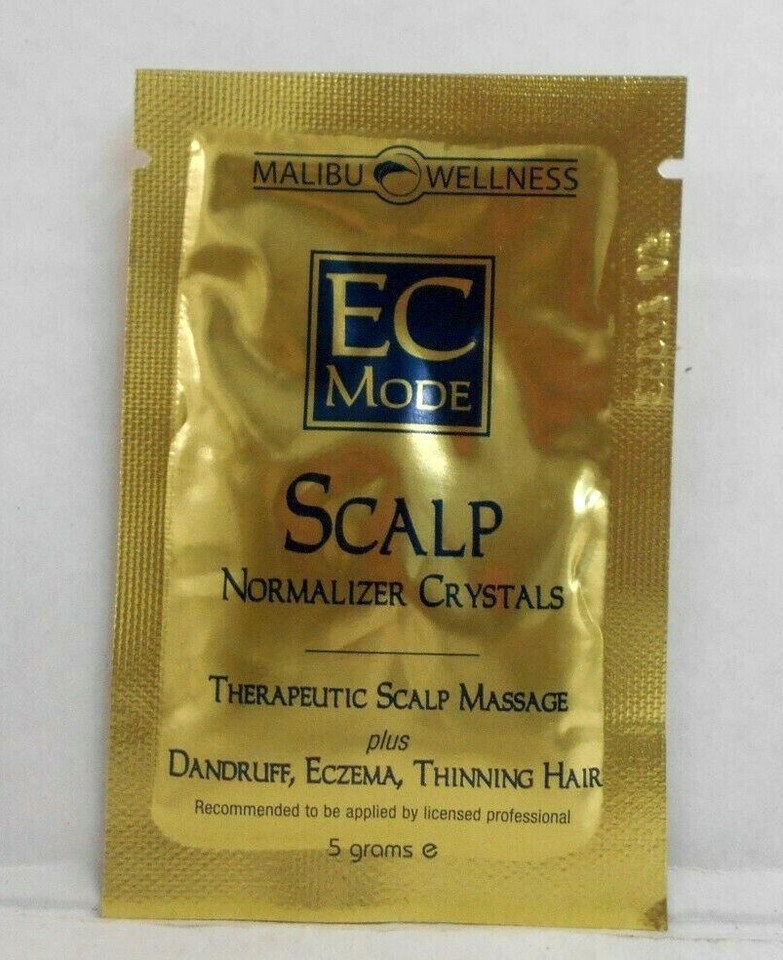 MALIBU WELLNESS
EC
MODE
SCALP
NORMALIZER CRYSTALS
THERAPEUTIC SCALP MASSAGE
plus
DANDRUFF, ECZEMA, THINNING HAIR
Recommended to be applied by licensed professional
5 grams e